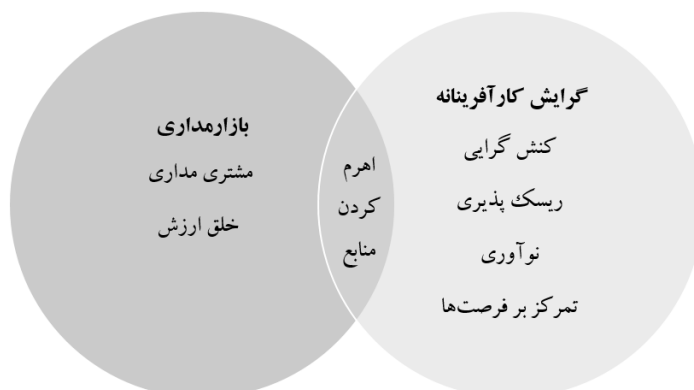 گرایش کارآفرینانه
کنش گرایی
ریسک پذیری
نوآوری
تمرکز بر فرصت‌ها
اهرم
کردن
منابع
بازارمداری
مشتری مداری
خلق ارزش